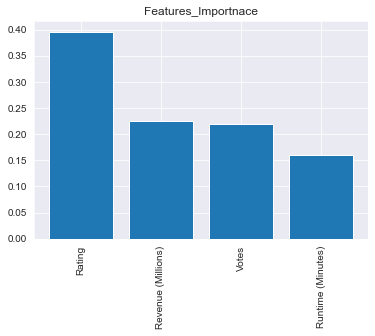 Features_Importnace
0.40
0.35
0.30
0.25
0.20
0.15
0.10
0.05
0.00
Rating
Revenue (Millions)
Votes
Runtime (Minutes)